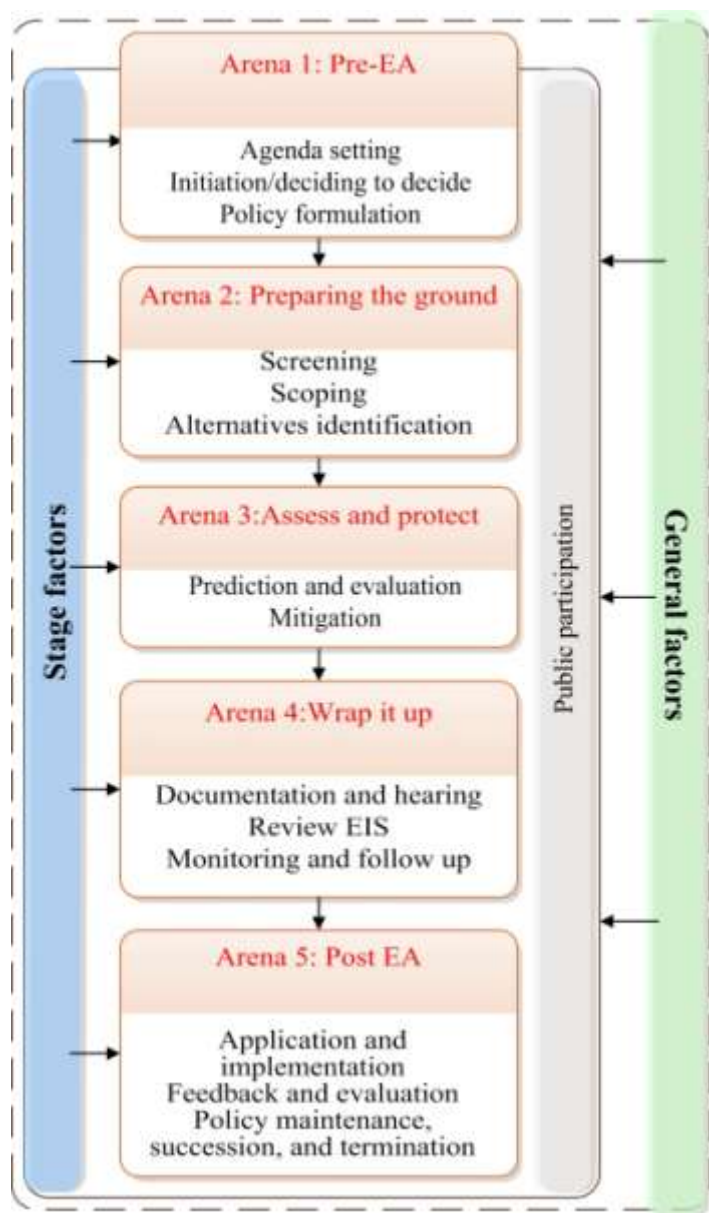 Arena 1: Pre-EA
Agenda setting
Initiation/deciding to decide
Policy formulation
Arena 2: Preparing the ground
Screening
Scoping
Alternatives identification
Arena 3:Assess and protect
Prediction and evaluation
Mitigation
Arena 4:Wrap it up
Documentation and hearing
Review EIS
Monitoring and follow up
Arena 5: Post EA
Application and
implementation
Feedback and evaluation
Policy maintenance,
succession, and termination
Stage factors
Public participation
General factors